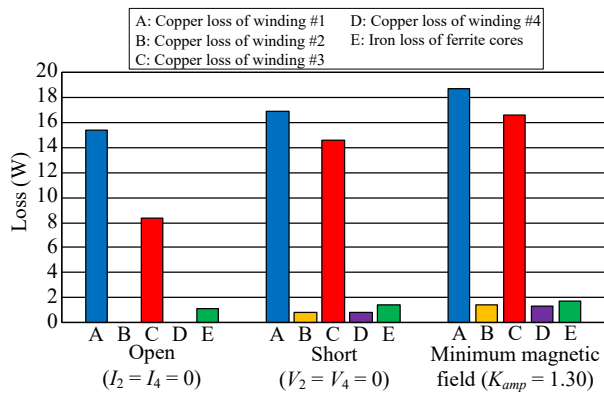 A: Copper loss of winding #1 D: Copper loss of winding #4
B: Copper loss of winding #2 E: Iron loss of ferrite cores
C: Copper loss of winding #3
Loss (W)
20
18
16
14
12
10
8
6
4
2
0
A B C D E A B C D E A B C D E
Open Short Minimum magnetic
(I₂ = I₄ = 0) (V₂ = V₄ = 0) field (Kₐₘₚ = 1.30)